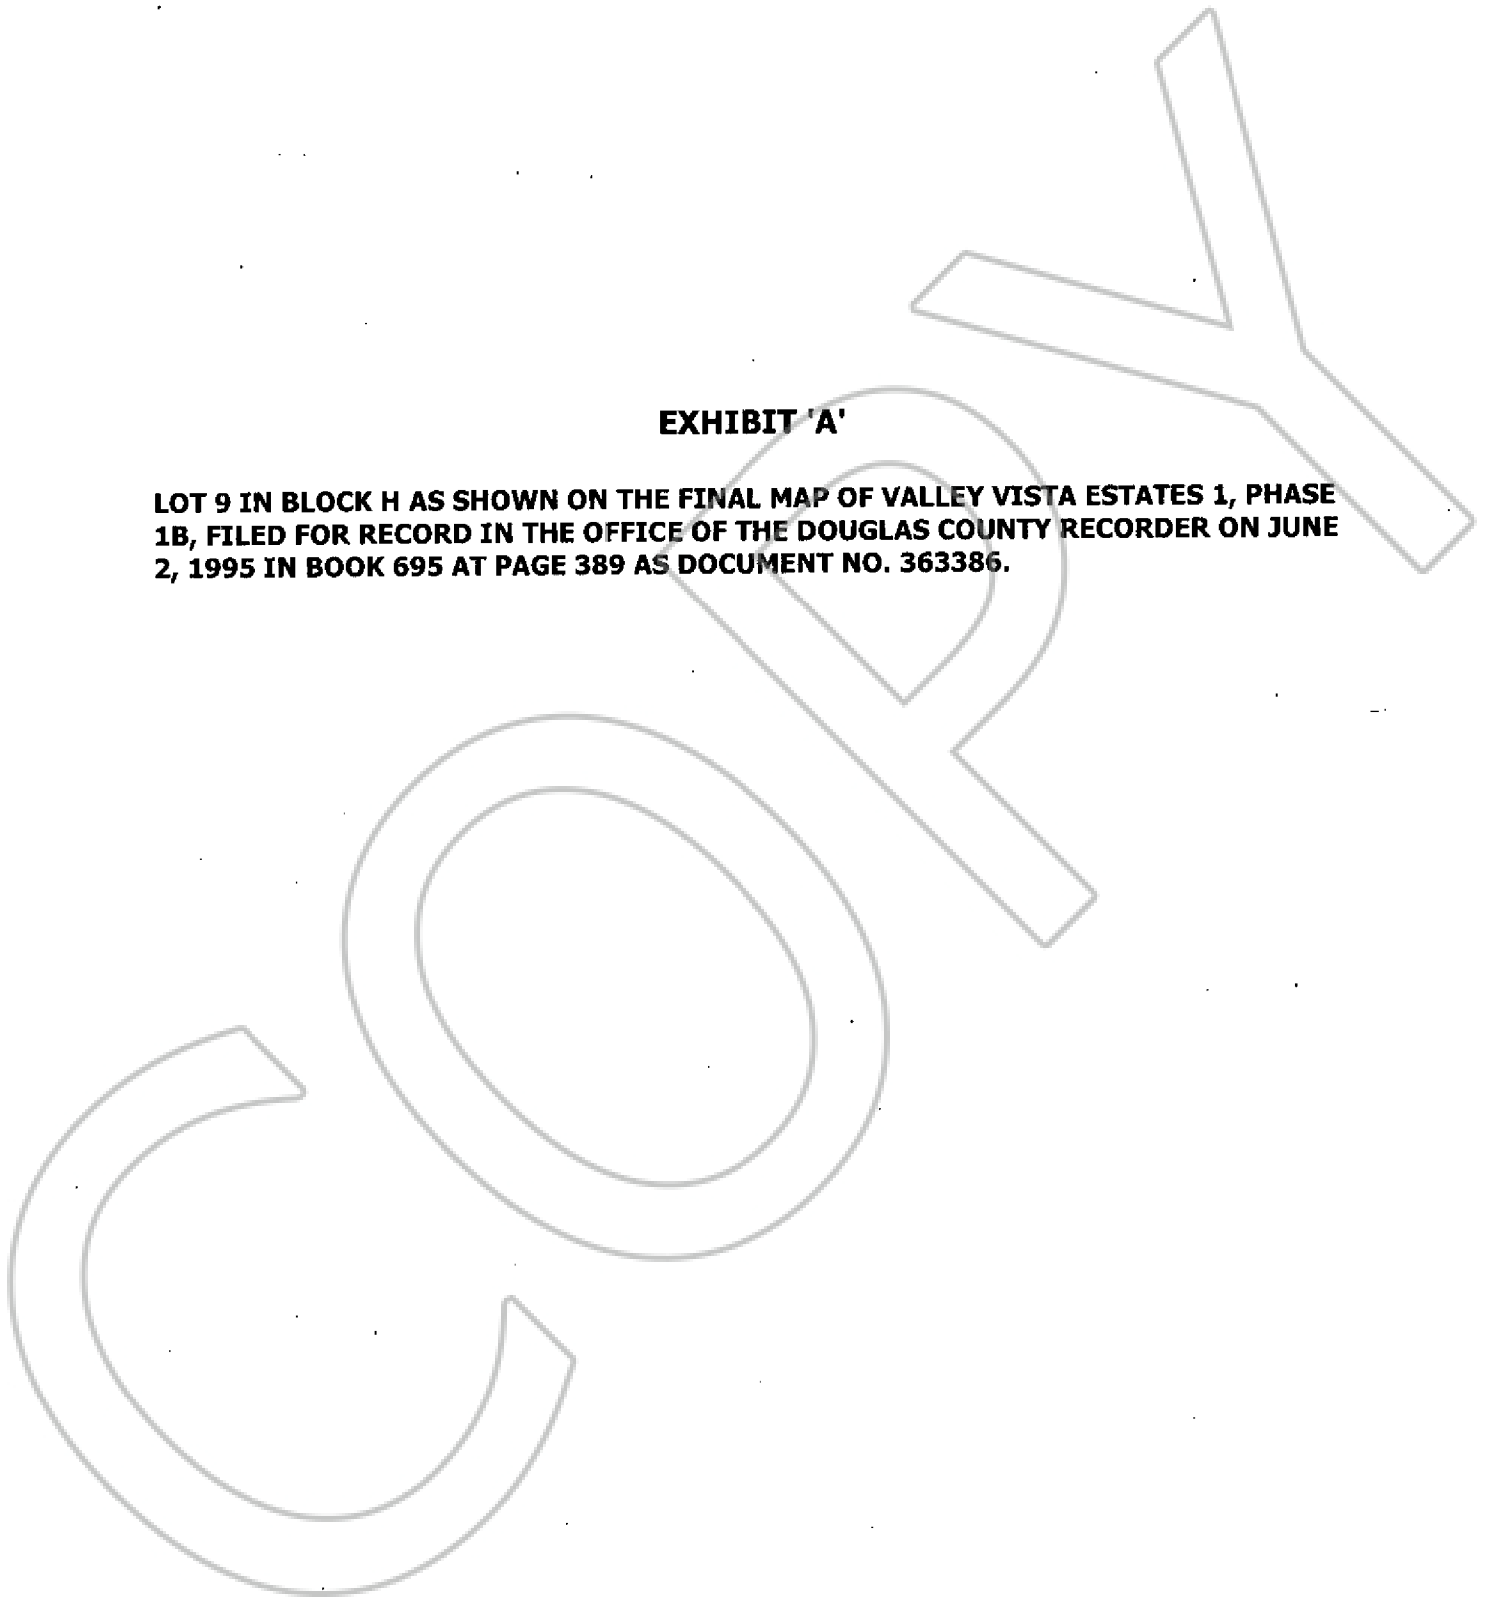 EXHIBIT 'A'
LOT 9 IN BLOCK H AS SHOWN ON THE FINAL MAP OF VALLEY VISTA ESTATES 1, PHASE
1B, FILED FOR RECORD IN THE OFFICE OF THE DOUGLAS COUNTY RECORDER ON JUNE
2, 1995 IN BOOK 695 AT PAGE 389 AS DOCUMENT NO. 363386.
COPY